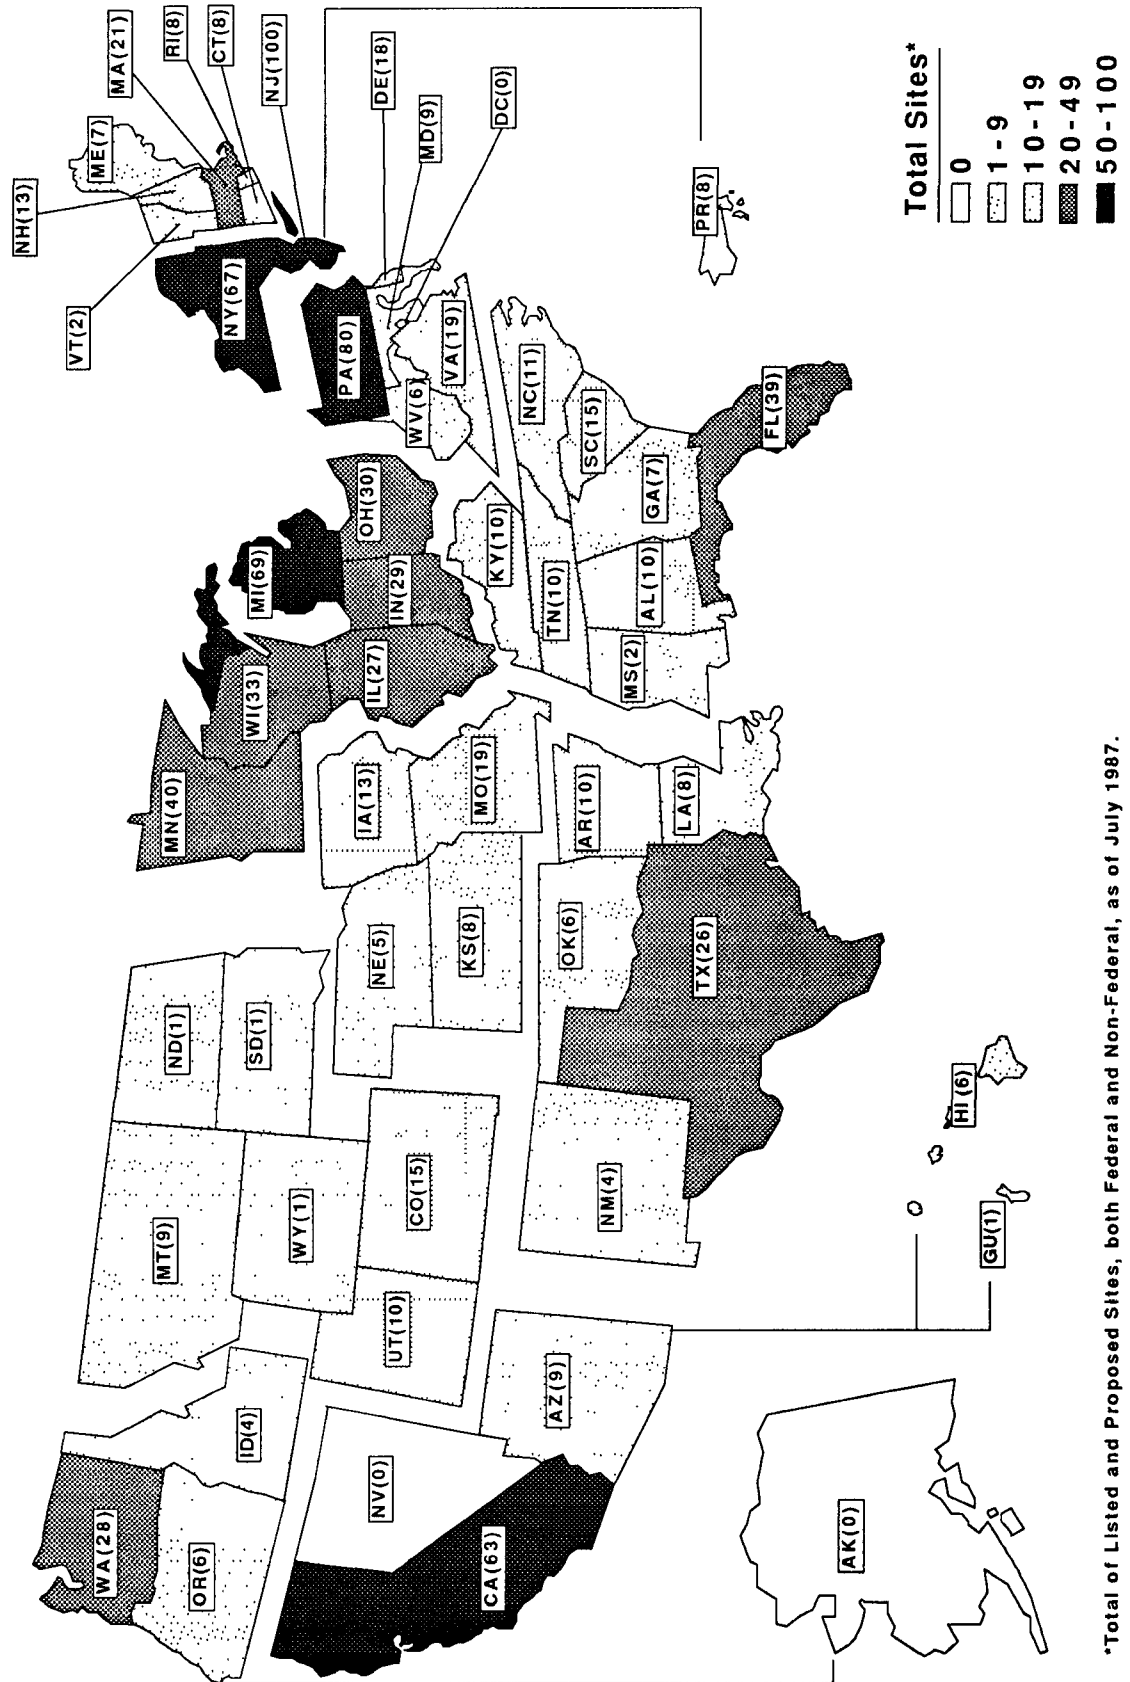 WA(28)
OR(6)
CA(63)
ID(4)
NV(0)
MT(9)
WY(1)
UT(10)
AZ(9)
CO(15)
NM(4)
ND(1)
SD(1)
NE(5)
KS(8)
OK(6)
TX(26)
MN(40)
IA(13)
MO(19)
AR(10)
LA(8)
WI(33)
IL(27)
MI(69)
IN(29)
OH(30)
KY(10)
TN(10)
MS(2)
AL(10)
GA(7)
FL(39)
SC(15)
NC(11)
VA(19)
WV(6)
PA(80)
NY(67)
VT(2)
NH(13)
ME(7)
MA(21)
RI(8)
CT(8)
NJ(100)
DE(18)
MD(9)
DC(0)
PR(8)
AK(0)
GU(1)
HI(6)
Total Sites*
0
1-9
10-19
20-49
50-100
*Total of Listed and Proposed Sites, both Federal and Non-Federal, as of July 1987.